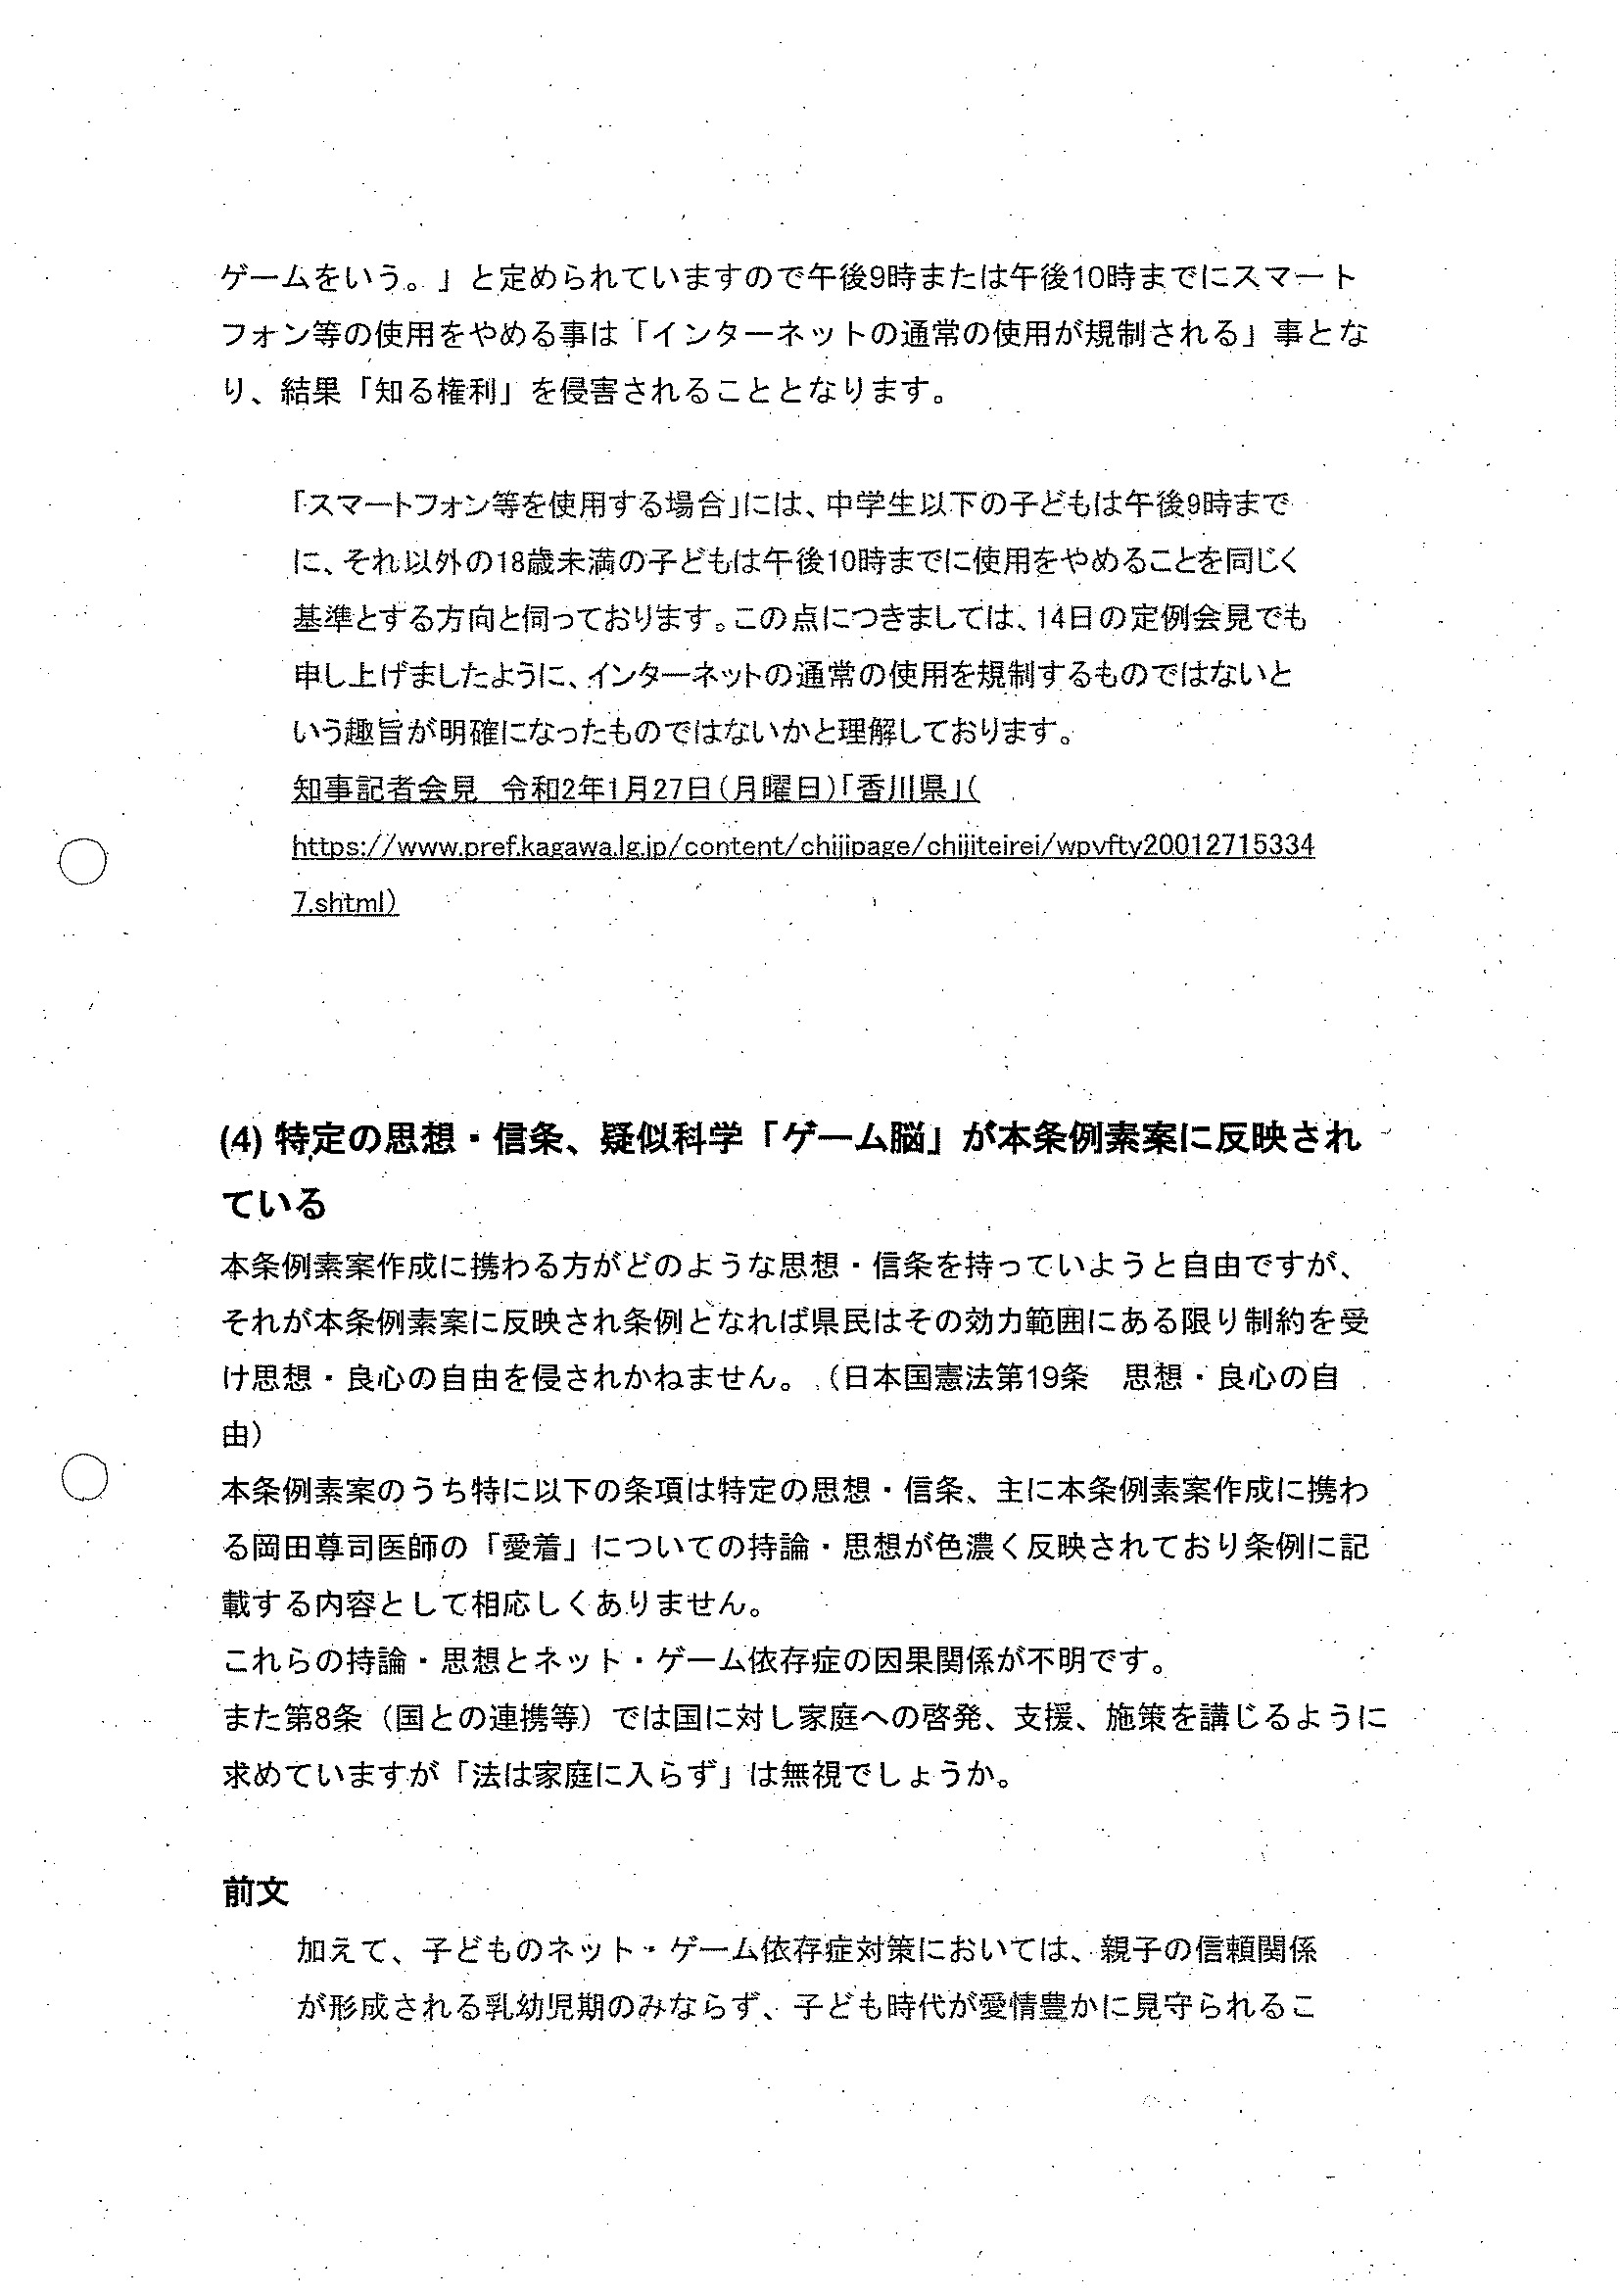 ゲームをいう。」と定められていますので午後9時または午後10時までにスマート
フォン等の使用をやめる事は「インターネットの通常の使用が規制される」事とな
り、結果「知る権利」を侵害されることとなります。
「スマートフォン等を使用する場合」には、中学生以下の子どもは午後9時まで
に、それ以外の18歳未満の子どもは午後10時までに使用をやめることを同じく
基準とする方向と伺っております。この点につきましては、14日の定例会見でも
申し上げましたように、インターネットの通常の使用を規制するものではないと
いう趣旨が明確になったものではないかと理解しております。
知事記者会見　令和2年1月27日（月曜日）「香川県」（
https://www.pref.kagawa.lg.jp/content/chijipage/chijiteirei/wpvfty20012715334
7.shtml）
(4) 特定の思想・信条、疑似科学「ゲーム脳」が本条例素案に反映され
ている
本条例素案作成に携わる方がどのような思想・信条を持っていようと自由ですが、
それが本条例素案に反映され条例となれば県民はその効力範囲にある限り制約を受
け思想・良心の自由を侵されかねません。（日本国憲法第19条　思想・良心の自
由）
本条例素案のうち特に以下の条項は特定の思想・信条、主に本条例素案作成に携わ
る岡田尊司医師の「愛着」についての持論・思想が色濃く反映されており条例に記
載する内容として相応しくありません。
これらの持論・思想とネット・ゲーム依存症の因果関係が不明です。
また第8条（国との連携等）では国に対し家庭への啓発、支援、施策を講じるように
求めていますが「法は家庭に入らず」は無視でしょうか。
前文
加えて、子どものネット・ゲーム依存症対策においては、親子の信頼関係
が形成される乳幼児期のみならず、子ども時代が愛情豊かに見守られるこ